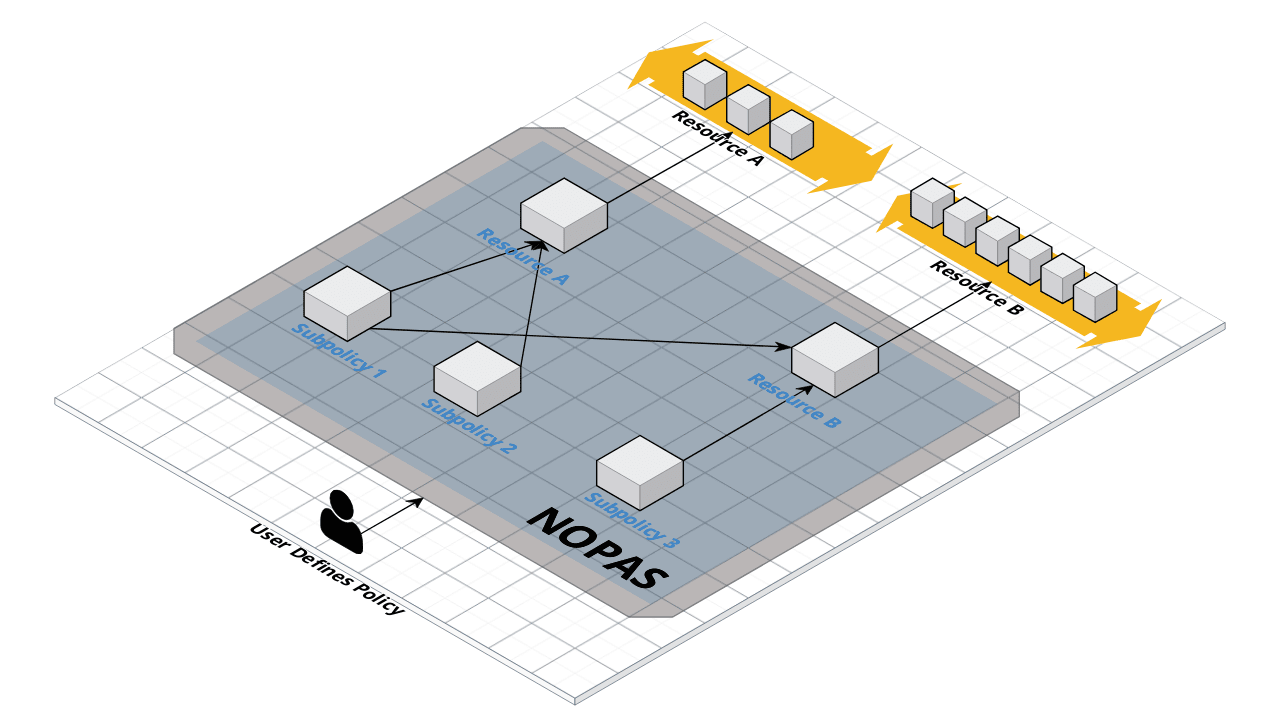 Resource A
Resource B
Resource A
Subpolicy 1
Resource B
Subpolicy 2
Subpolicy 3
NOPAS
User Defines Policy